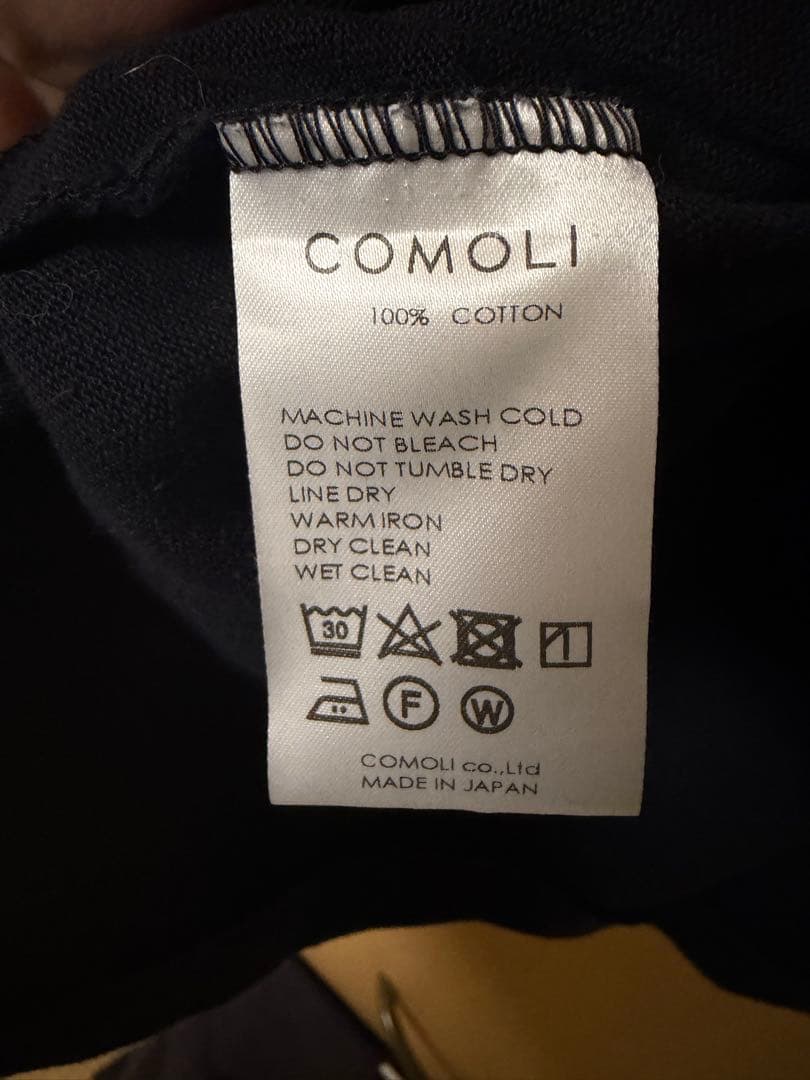 COMOLI
100% COTTON
MACHINE WASH COLD
DO NOT BLEACH
DO NOT TUMBLE DRY
LINE DRY
WARM IRON
DRY CLEAN
WET CLEAN
30
F W
COMOLI co.,Ltd
MADE IN JAPAN